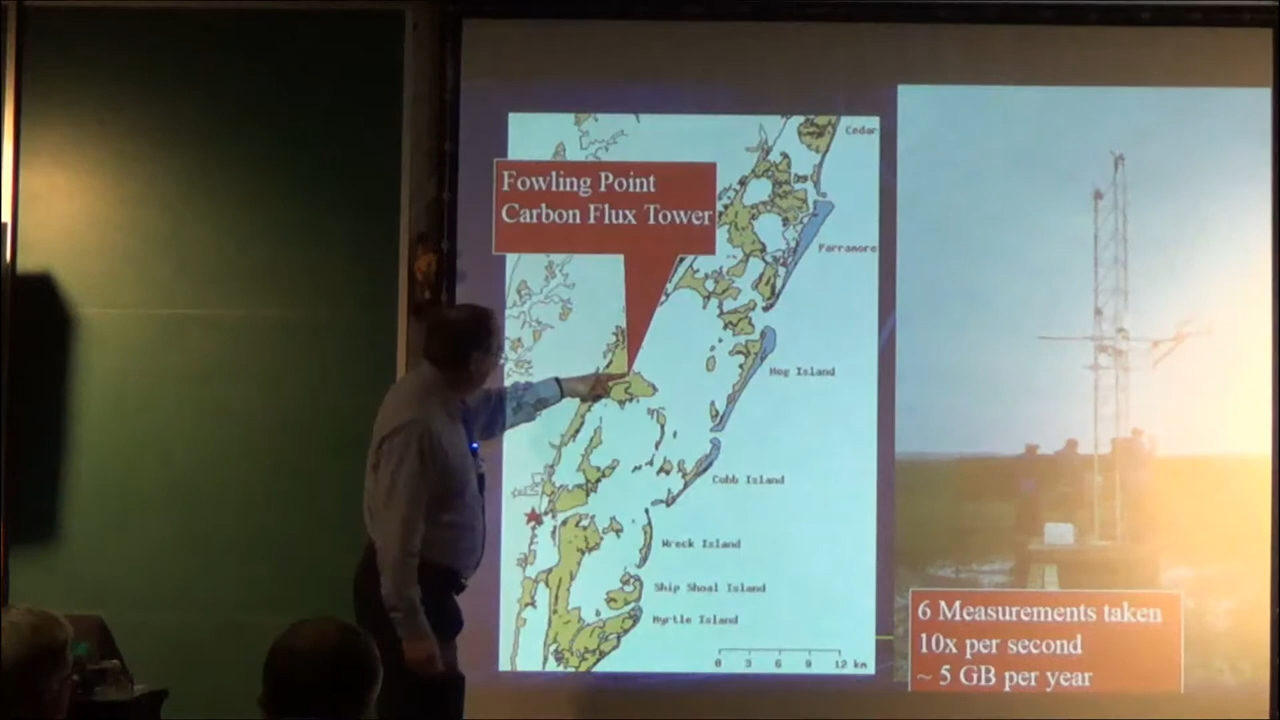 Cedar
Fowling Point
Carbon Flux Tower
Parramore
Hog Island
Cobb Island
Wreck Island
Ship Shoal Island
Myrtle Island
0 3 6 9 12 km
6 Measurements taken
10x per second
~ 5 GB per year